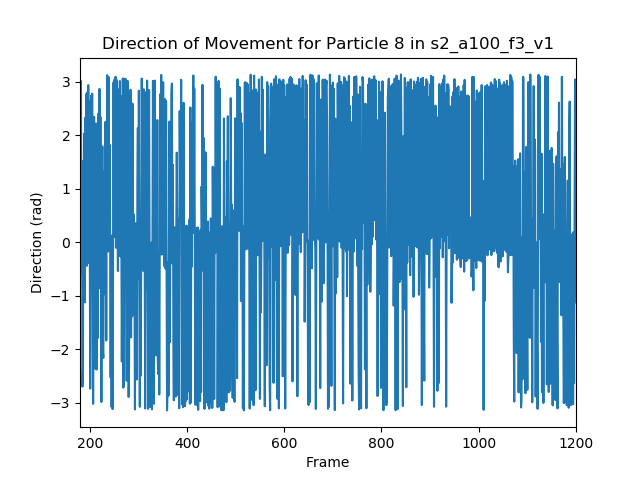 Direction of Movement for Particle 8 in s2_a100_f3_v1
3
2
1
0
−1
−2
−3
Direction (rad)
200 400 600 800 1000 1200
Frame